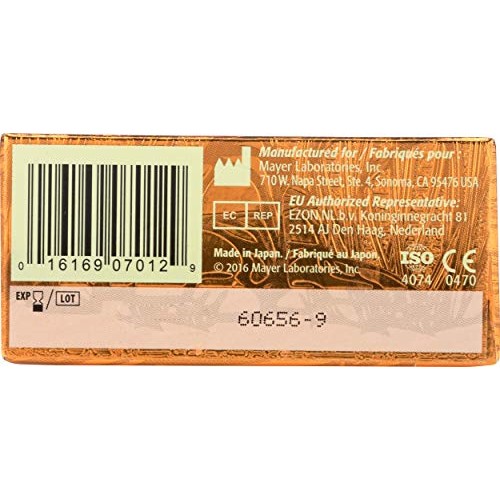 Manufactured for / Fabriqués pour :
Mayer Laboratories, Inc.
710 W. Napa Street, Ste. 4, Sonoma, CA 95476 USA
EC REP
EU Authorized Representative:
EZON.NL.b.v. Koninginnegracht 81
2514 AJ Den Haag, Nederland
Made in Japan. / Fabriqué au Japon
© 2016 Mayer Laboratories, Inc.
ISO CE
4074 0470
0 16169 07012 9
EXP / LOT
60656-9